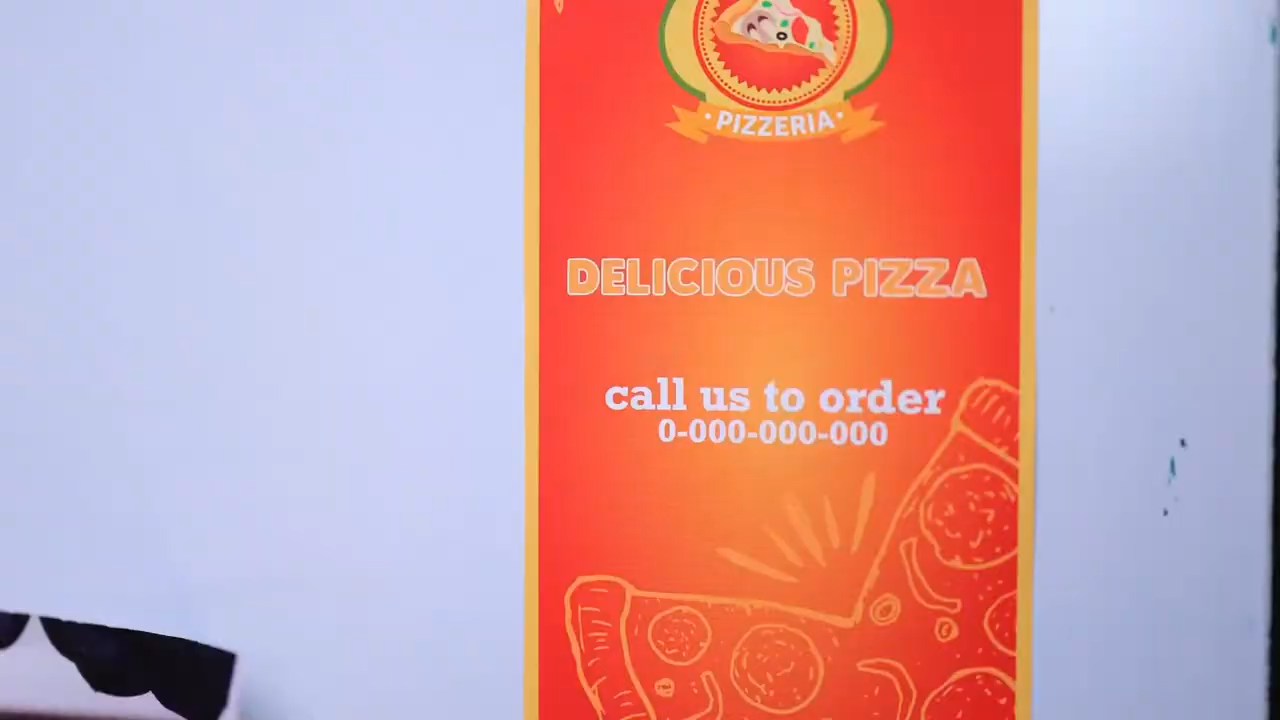 • PIZZERIA •
DELICIOUS PIZZA
call us to order
0-000-000-000